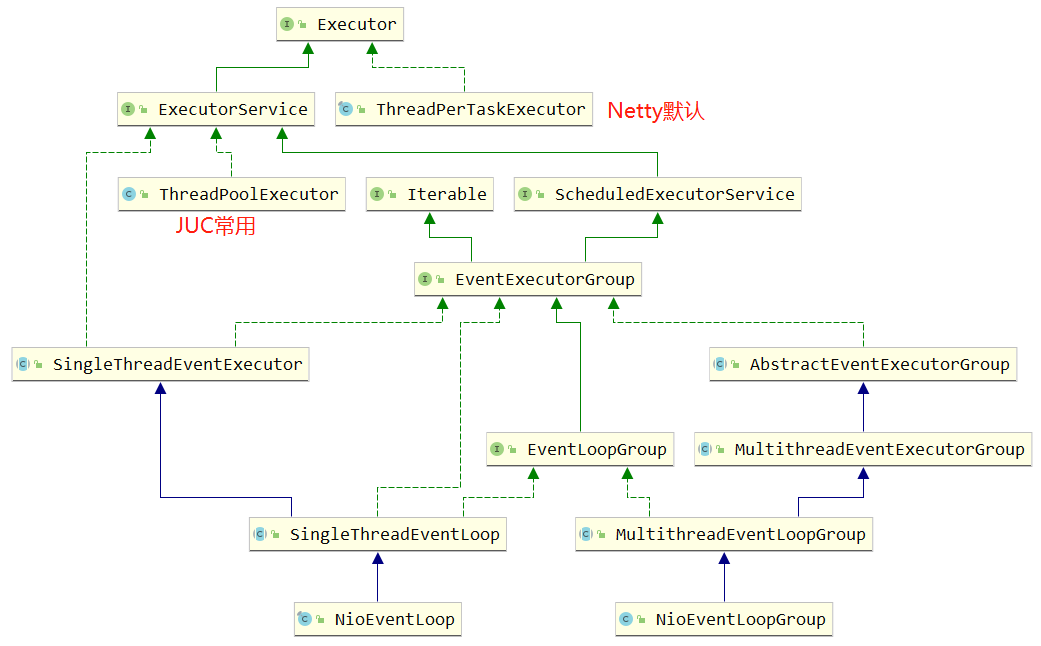 Executor
ExecutorService
ThreadPerTaskExecutor
Netty默认
ThreadPoolExecutor
Iterable
ScheduledExecutorService
JUC常用
EventExecutorGroup
SingleThreadEventExecutor
AbstractEventExecutorGroup
EventLoopGroup
MultithreadEventExecutorGroup
SingleThreadEventLoop
MultithreadEventLoopGroup
NioEventLoop
NioEventLoopGroup